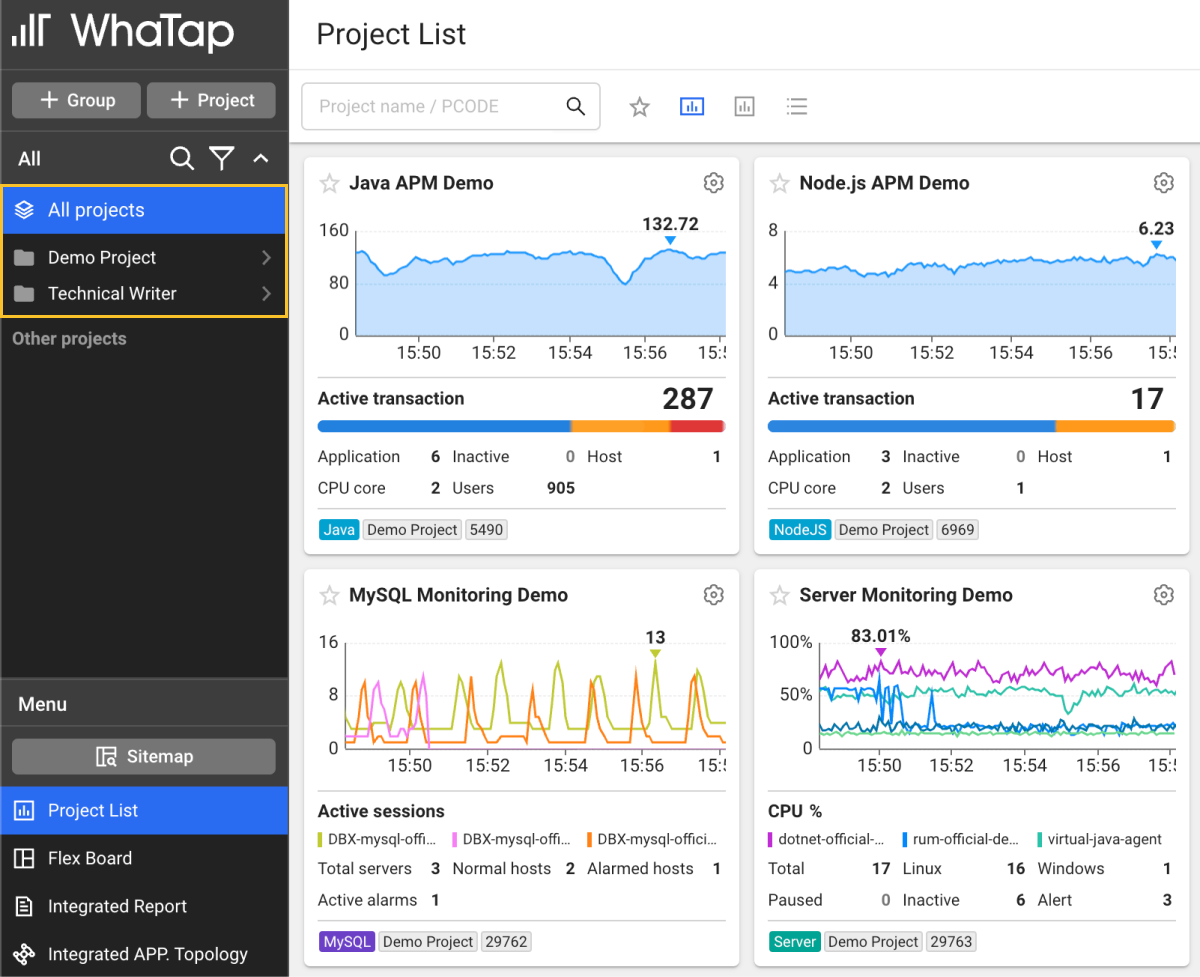 WhaTap
Project List
+ Group
+ Project
Project name / PCODE
All
All projects
Demo Project
Technical Writer
Other projects
Menu
Sitemap
Project List
Flex Board
Integrated Report
Integrated APP. Topology
Java APM Demo
132.72
160
80
0
15:50 15:52 15:54 15:56 15:5
Active transaction 287
Application 6 Inactive 0 Host 1
CPU core 2 Users 905
Java Demo Project 5490
Node.js APM Demo
6.23
8
4
0
15:50 15:52 15:54 15:56 15:5
Active transaction 17
Application 3 Inactive 0 Host 1
CPU core 2 Users 1
NodeJS Demo Project 6969
MySQL Monitoring Demo
13
16
8
0
15:50 15:52 15:54 15:56 15:5
Active sessions
DBX-mysql-offi... DBX-mysql-offi... DBX-mysql-offici...
Total servers 3 Normal hosts 2 Alarmed hosts 1
Active alarms 1
MySQL Demo Project 29762
Server Monitoring Demo
83.01%
100%
50%
0
15:50 15:52 15:54 15:56 15:5
CPU %
dotnet-official-... rum-official-de... virtual-java-agent
Total 17 Linux 16 Windows 1
Paused 0 Inactive 6 Alert 3
Server Demo Project 29763